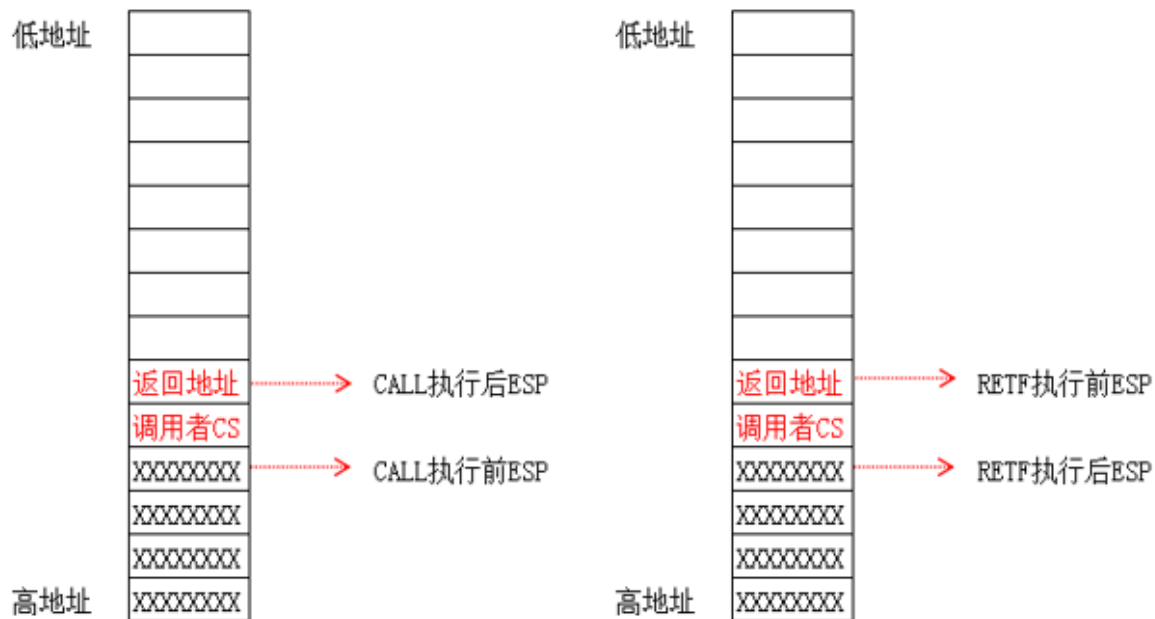 低地址
返回地址 CALL执行后ESP
调用者CS
XXXXXXXX CALL执行前ESP
XXXXXXXX
XXXXXXXX
高地址 XXXXXXXX
低地址
返回地址 RETF执行前ESP
调用者CS
XXXXXXXX RETF执行后ESP
XXXXXXXX
XXXXXXXX
高地址 XXXXXXXX